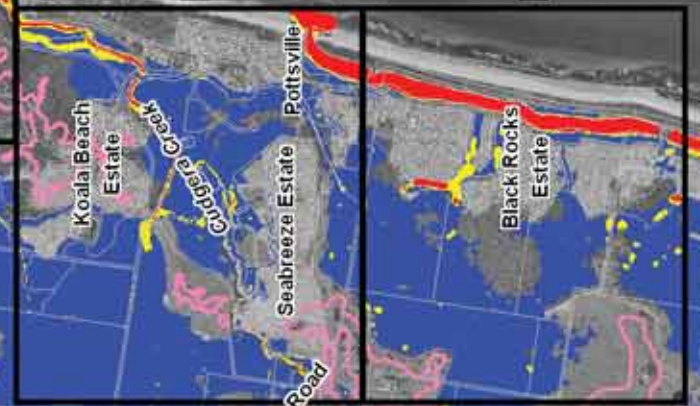 Koala Beach
Estate
Cudgera Creek
Pottsville
Seabreeze Estate
Road
Black Rocks
Estate